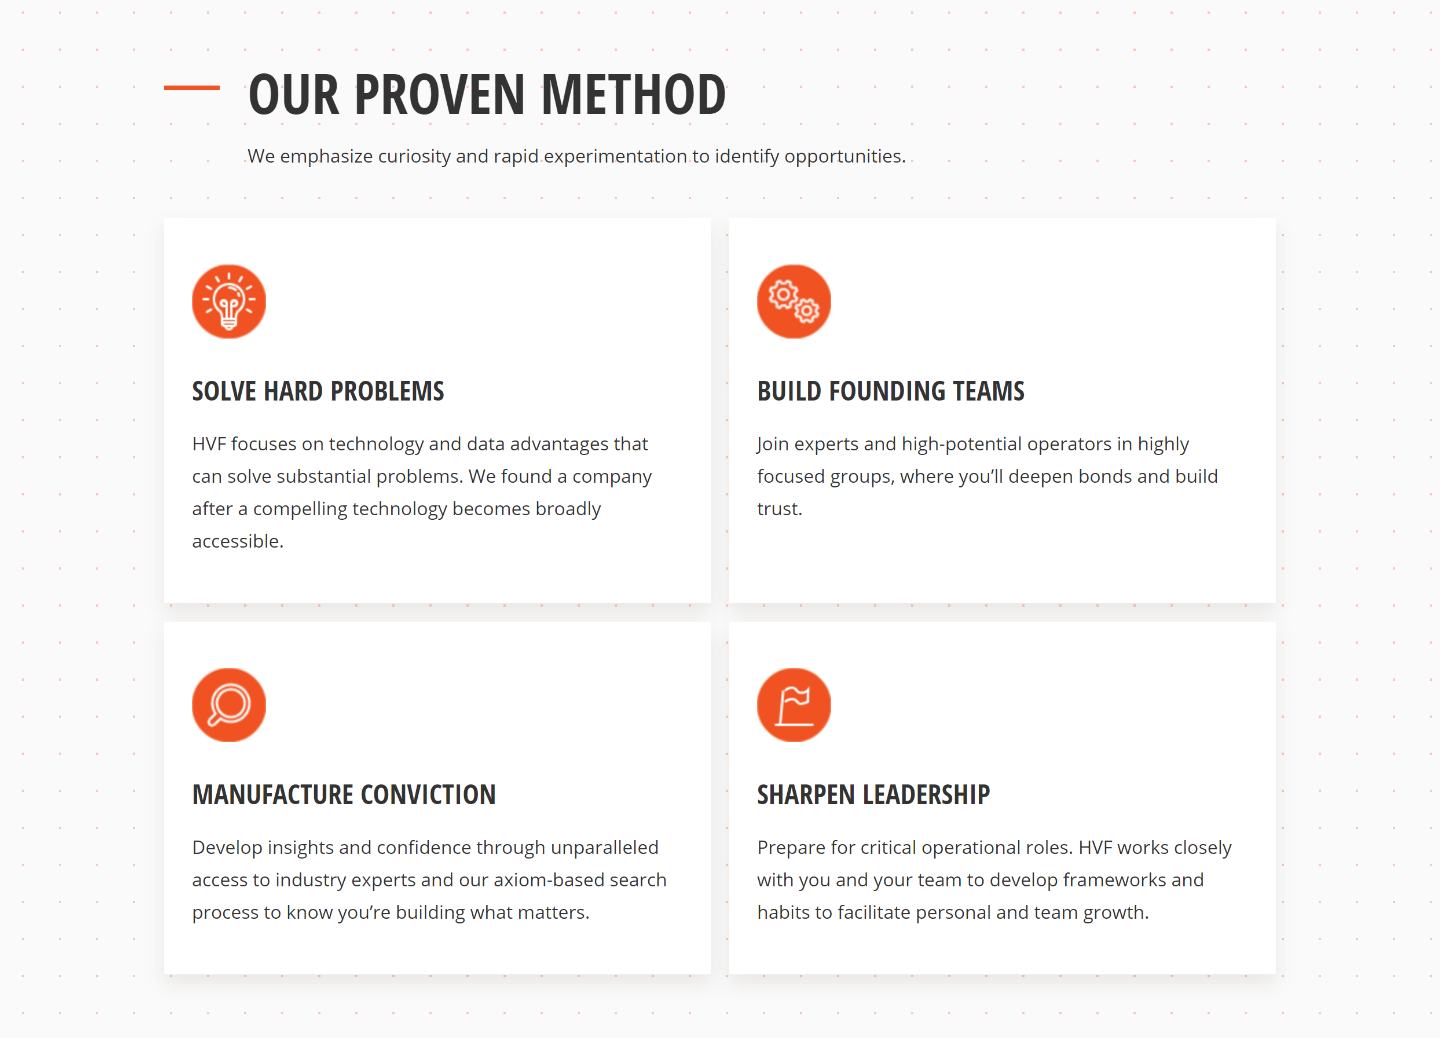 OUR PROVEN METHOD
We emphasize curiosity and rapid experimentation to identify opportunities.
SOLVE HARD PROBLEMS
HVF focuses on technology and data advantages that
can solve substantial problems. We found a company
after a compelling technology becomes broadly
accessible.
BUILD FOUNDING TEAMS
Join experts and high-potential operators in highly
focused groups, where you’ll deepen bonds and build
trust.
MANUFACTURE CONVICTION
Develop insights and confidence through unparalleled
access to industry experts and our axiom-based search
process to know you’re building what matters.
SHARPEN LEADERSHIP
Prepare for critical operational roles. HVF works closely
with you and your team to develop frameworks and
habits to facilitate personal and team growth.